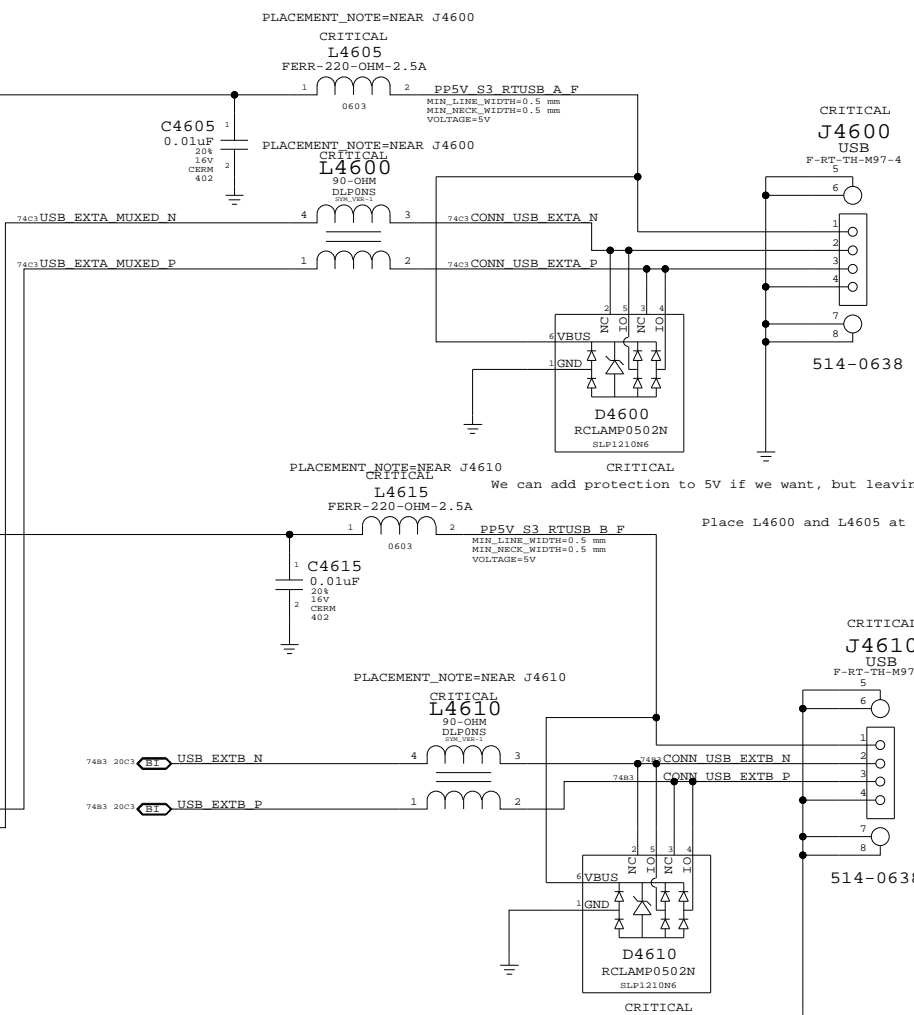 PLACEMENT_NOTE=NEAR J4600
CRITICAL
L4605
FERR-220-OHM-2.5A
1 2 PP5V_S3_RTUSB_A_F
0603
MIN_LINE_WIDTH=0.5 mm
MIN_NECK_WIDTH=0.5 mm
VOLTAGE=5V
C4605 1
0.01uF
20%
16V
CERM 2
402
PLACEMENT_NOTE=NEAR J4600
CRITICAL
L4600
90-OHM
DLP0NS
SYM_VER-1
74C3 USB_EXTA_MUXED_N 4 3 74C3 CONN_USB_EXTA_N
74C3 USB_EXTA_MUXED_P 1 2 74C3 CONN_USB_EXTA_P
CRITICAL
J4600
USB
F-RT-TH-M97-4
5
6
1
2
3
4
7
8
514-0638
2 5 3 4
NC IO NC IO
6 VBUS
1 GND
D4600
RCLAMP0502N
SLP1210N6
CRITICAL
We can add protection to 5V if we want, but leavin
Place L4600 and L4605 at
PLACEMENT_NOTE=NEAR J4610
CRITICAL
L4615
FERR-220-OHM-2.5A
1 2 PP5V_S3_RTUSB_B_F
0603
MIN_LINE_WIDTH=0.5 mm
MIN_NECK_WIDTH=0.5 mm
VOLTAGE=5V
1 C4615
0.01uF
20%
16V
2 CERM
402
PLACEMENT_NOTE=NEAR J4610
CRITICAL
L4610
90-OHM
DLP0NS
SYM_VER-1
74B3 20C3 BI USB_EXTB_N 4 3 74B3 CONN_USB_EXTB_N
74B3 20C3 BI USB_EXTB_P 1 2 74B3 CONN_USB_EXTB_P
CRITICAL
J4610
USB
F-RT-TH-M97
5
6
1
2
3
4
7
8
514-0638
2 5 3 4
NC IO NC IO
6 VBUS
1 GND
D4610
RCLAMP0502N
SLP1210N6
CRITICAL